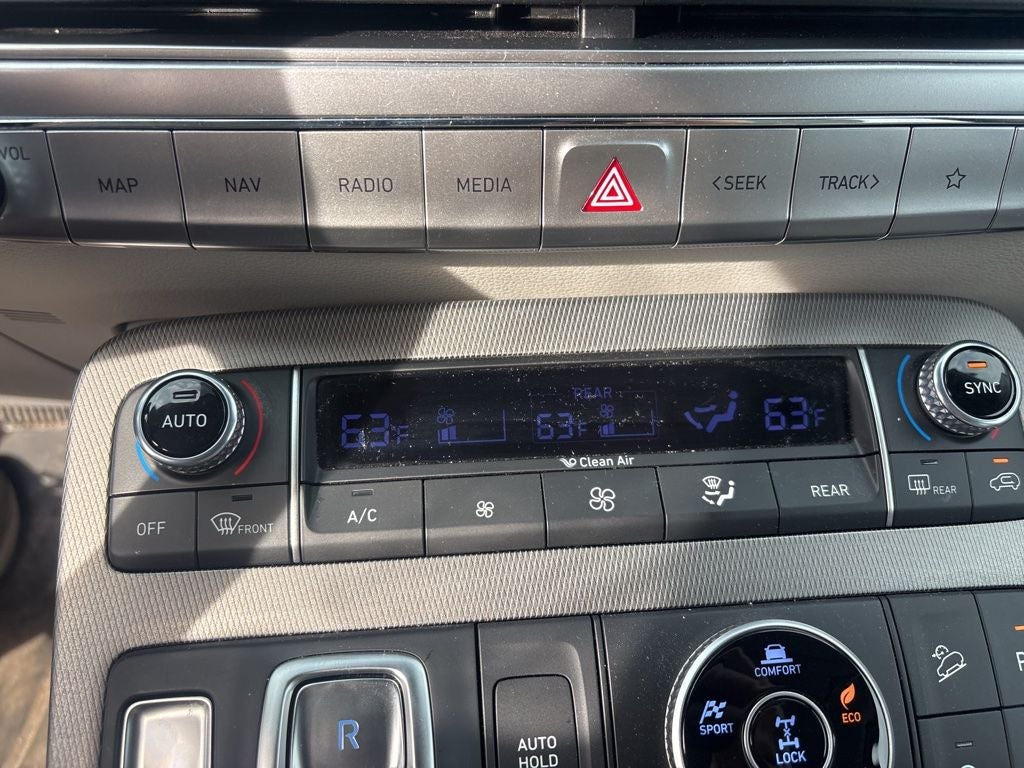 VOL
MAP NAV RADIO MEDIA <SEEK TRACK> 
AUTO
SYNC
REAR
63°F 63°F 63°F
Clean Air
OFF FRONT A/C REAR REAR
COMFORT
SPORT
ECO
LOCK
R
AUTO
HOLD